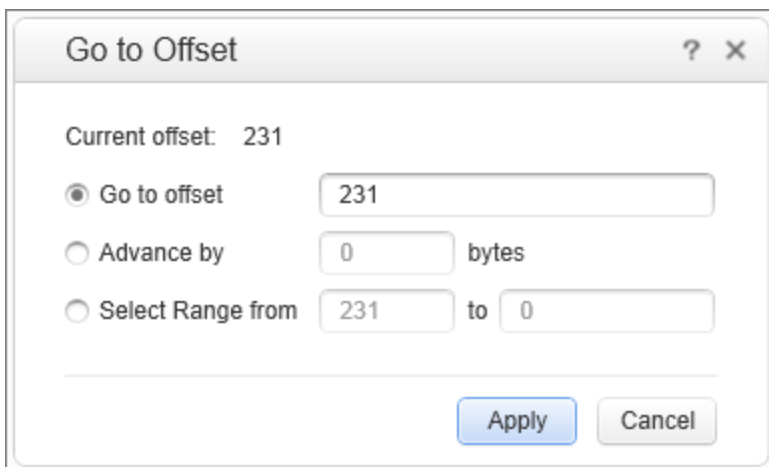 Go to Offset ? ×
Current offset: 231
Go to offset 231
Advance by 0 bytes
Select Range from 231 to 0
Apply Cancel